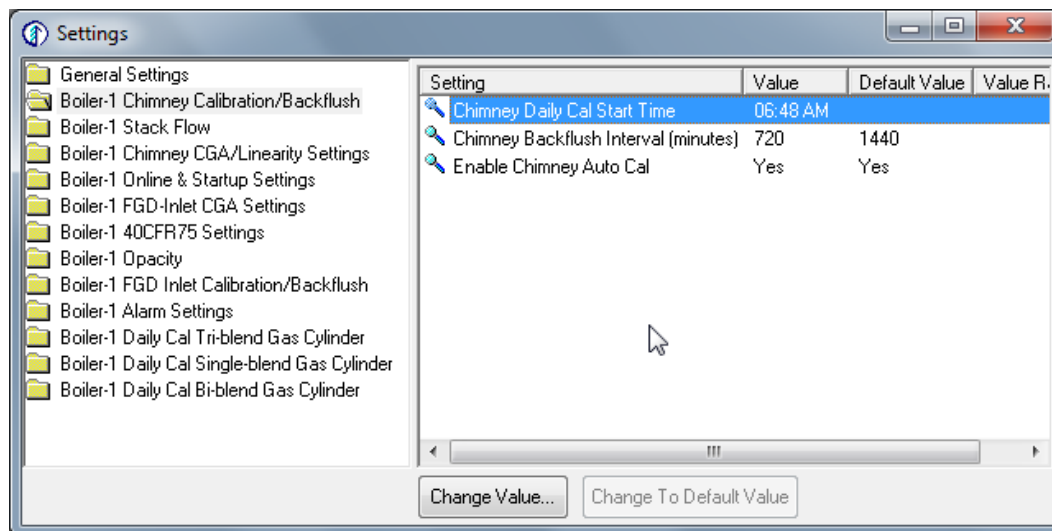 Settings
General Settings
Boiler-1 Chimney Calibration/Backflush
Boiler-1 Stack Flow
Boiler-1 Chimney CGA/Linearity Settings
Boiler-1 Online & Startup Settings
Boiler-1 FGD-Inlet CGA Settings
Boiler-1 40CFR75 Settings
Boiler-1 Opacity
Boiler-1 FGD Inlet Calibration/Backflush
Boiler-1 Alarm Settings
Boiler-1 Daily Cal Tri-blend Gas Cylinder
Boiler-1 Daily Cal Single-blend Gas Cylinder
Boiler-1 Daily Cal Bi-blend Gas Cylinder
Setting Value Default Value Value R
Chimney Daily Cal Start Time 06:48 AM
Chimney Backflush Interval (minutes) 720 1440
Enable Chimney Auto Cal Yes Yes
Change Value... Change To Default Value